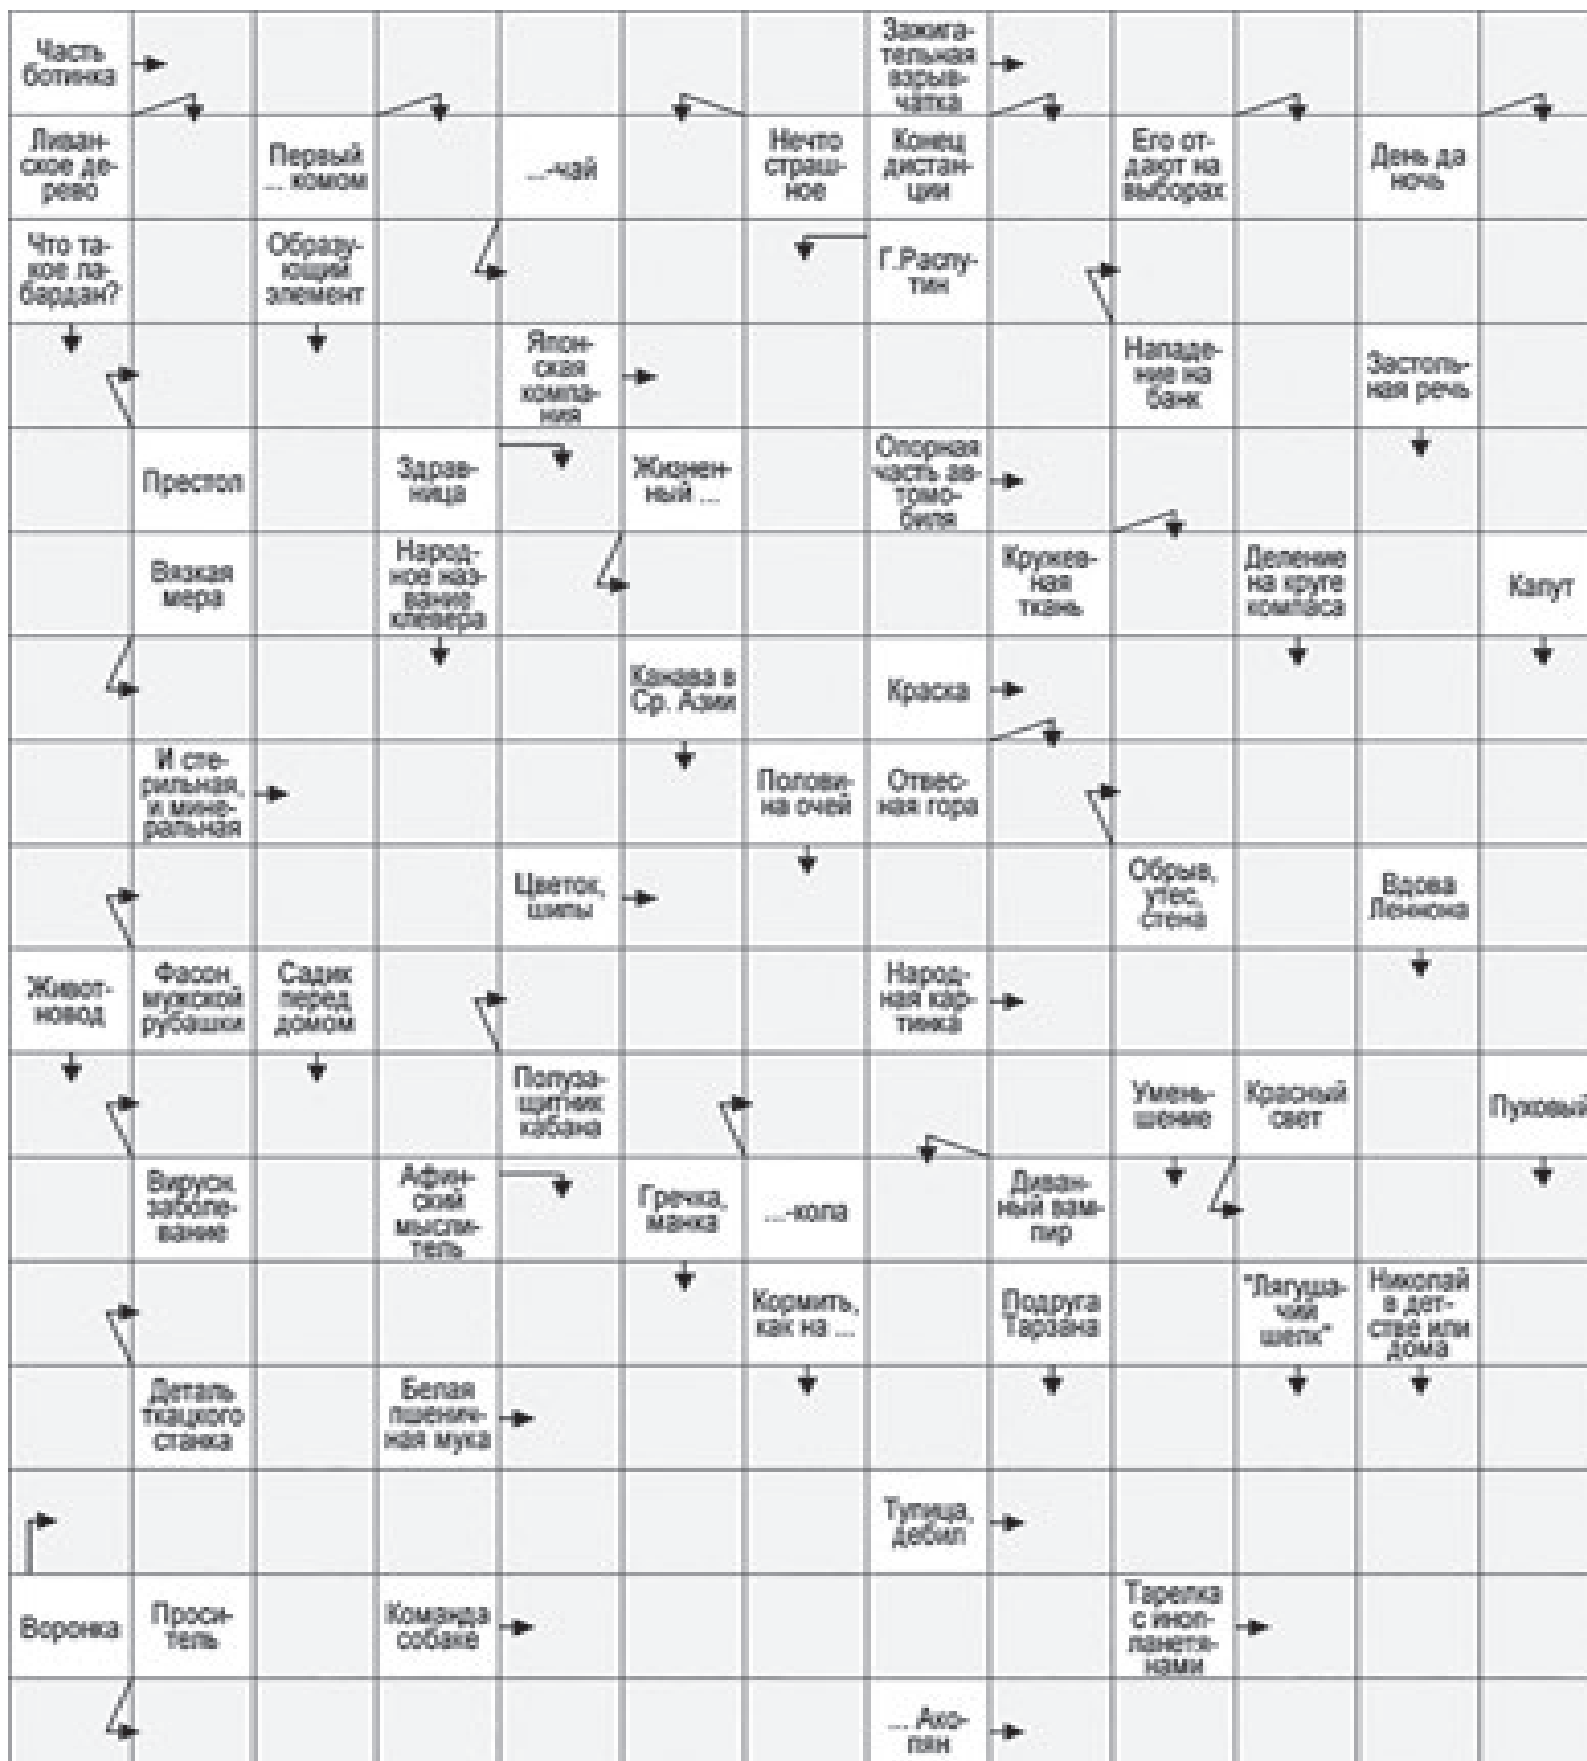 Часть
ботинка
Зажига-
тельная
взрыв-
чатка
Ливан-
ское де-
рево
Первый
... комом
...-чай
Нечто
страш-
ное
Конец
дистан-
ции
Его от-
дают на
выборах
День да
ночь
Что та-
кое ла-
бардан?
Образу-
ющий
элемент
Г.Распу-
тин
Япон-
ская
компа-
ния
Нападе-
ние на
банк
Застоль-
ная речь
Престол
Здрав-
ница
Жизнен-
ный ...
Опорная
часть ав-
томо-
биля
Вязкая
мера
Народ-
ное наз-
вание
клевера
Кружев-
ная
ткань
Деление
на круге
компаса
Капут
Канава в
Ср. Азии
Краска
И сте-
рильная,
и мине-
ральная
Полови-
на очей
Отвес-
ная гора
Цветок,
шипы
Обрыв,
утес,
стена
Вдова
Леннона
Живот-
новод
Фасон
мужской
рубашки
Садик
перед
домом
Народ-
ная кар-
тинка
Полуза-
щитник
кабана
Умень-
шение
Красный
свет
Пуховый
Вирусн.
заболе-
вание
Афин-
ский
мысли-
тель
Гречка,
манка
...-кола
Диван-
ный вам-
пир
Кормить,
как на ...
Подруга
Тарзана
"Лягуша-
чий
шелк"
Николай
в дет-
стве или
дома
Деталь
ткацкого
станка
Белая
пшенич-
ная мука
Тупица,
дебил
Воронка
Проси-
тель
Команда
собаке
Тарелка
с иноп-
ланетя-
нами
... Ако-
пян